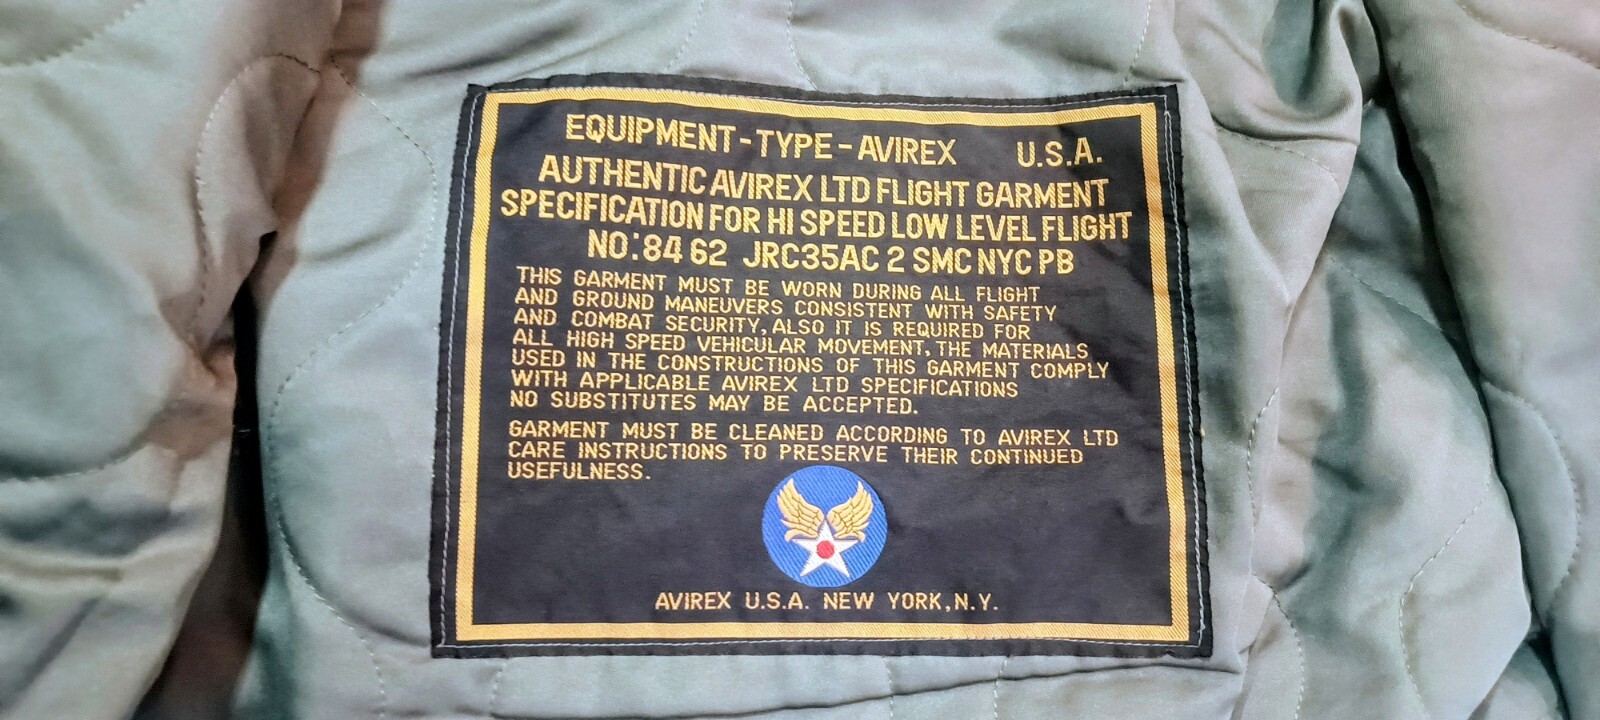 EQUIPMENT-TYPE-AVIREX U.S.A.
AUTHENTIC AVIREX LTD FLIGHT GARMENT
SPECIFICATION FOR HI SPEED LOW LEVEL FLIGHT
NO:84 62 JRC35AC 2 SMC NYC PB
THIS GARMENT MUST BE WORN DURING ALL FLIGHT
AND GROUND MANEUVERS CONSISTENT WITH SAFETY
AND COMBAT SECURITY, ALSO IT IS REQUIRED FOR
ALL HIGH SPEED VEHICULAR MOVEMENT, THE MATERIALS
USED IN THE CONSTRUCTIONS OF THIS GARMENT COMPLY
WITH APPLICABLE AVIREX LTD SPECIFICATIONS
NO SUBSTITUTES MAY BE ACCEPTED.
GARMENT MUST BE CLEANED ACCORDING TO AVIREX LTD
CARE INSTRUCTIONS TO PRESERVE THEIR CONTINUED
USEFULNESS.
AVIREX U.S.A. NEW YORK, N.Y.